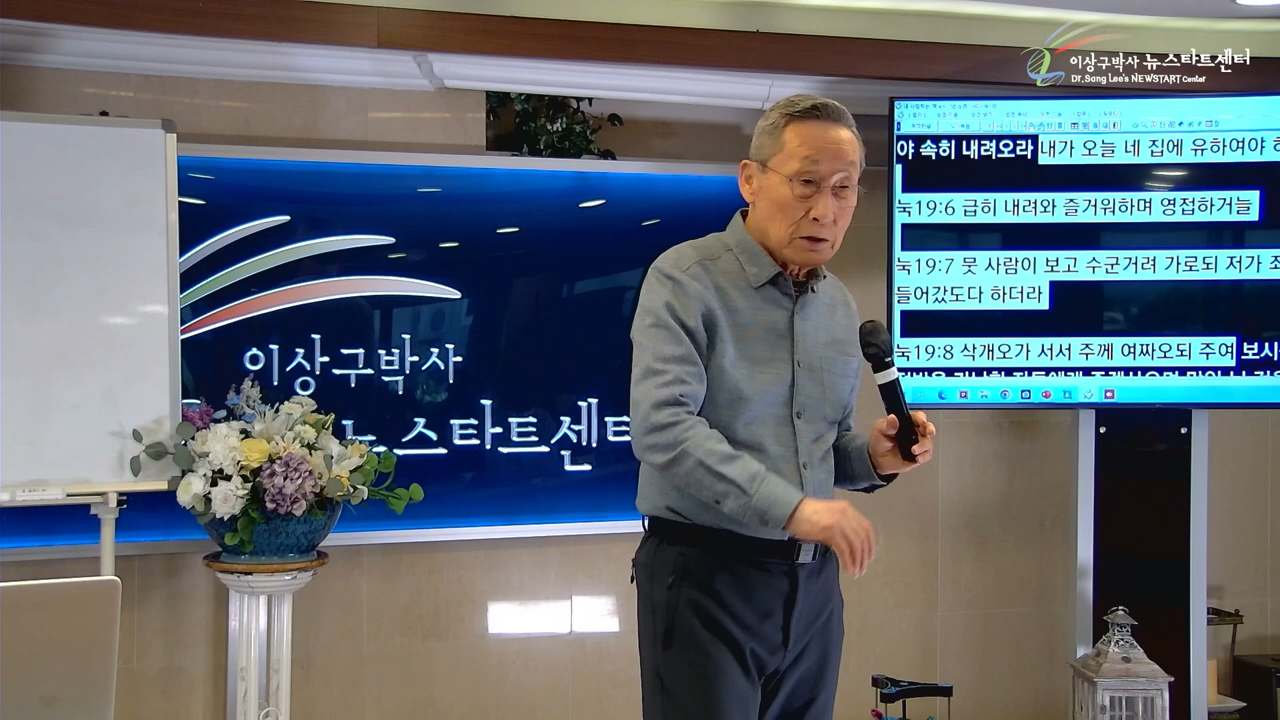 이상구박사 뉴스타트센터
Dr. Sang Lee's NEWSTART Center
야 속히 내려오라 내가 오늘 네 집에 유하여야
눅19:6 급히 내려와 즐거워하며 영접하거늘
눅19:7 뭇 사람이 보고 수군거려 가로되 저가
들어갔도다 하더라
눅19:8 삭개오가 서서 주께 여짜오되 주여 보시
이상구박사
뉴스타트센터